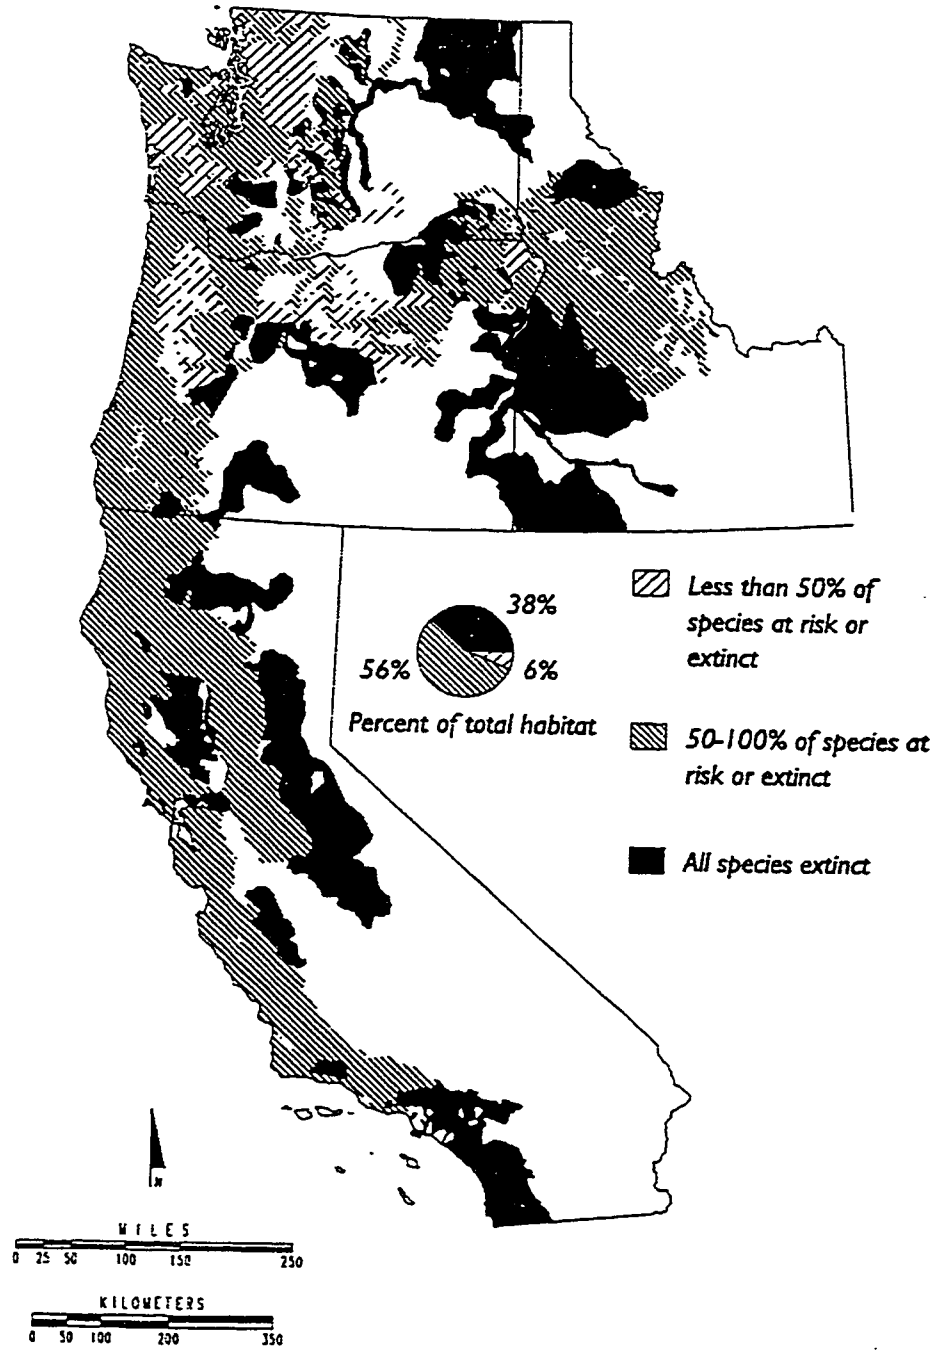 38%
56%
6%
Percent of total habitat
Less than 50% of
species at risk or
extinct
50-100% of species at
risk or extinct
All species extinct
N
MILES
0 25 50 100 150 250
KILOMETERS
0 50 100 200 350